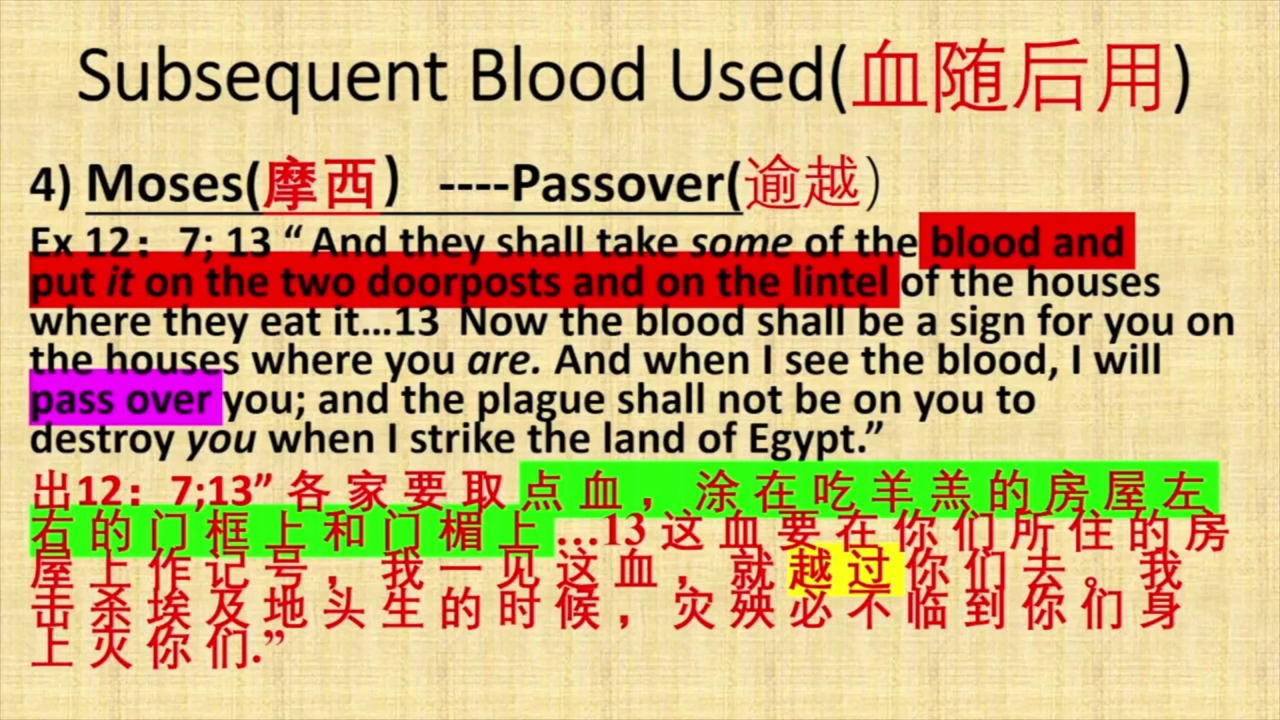 Subsequent Blood Used(血随后用)
4) Moses(摩西) ----Passover(逾越)
Ex 12： 7; 13 “ And they shall take some of the blood and
put it on the two doorposts and on the lintel of the houses
where they eat it…13 Now the blood shall be a sign for you on
the houses where you are. And when I see the blood, I will
pass over you; and the plague shall not be on you to
destroy you when I strike the land of Egypt.”
出12：7;13” 各家要取点血，涂在吃羊羔的房屋左
右的门框上和门楣上…13这血要在你们所住的房
屋上作记号，我一见这血，就越过你们去。我
击杀埃及地头生的时候，灾殃必不临到你们身
上灭你们.”